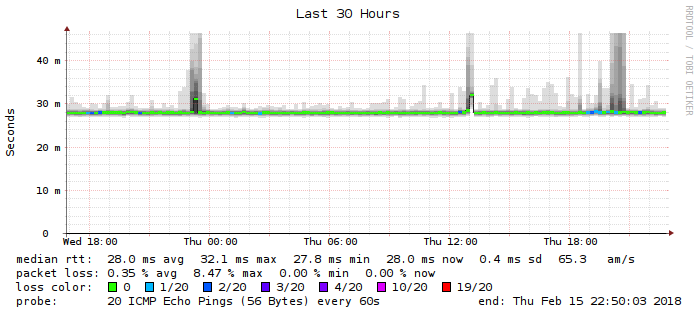 Last 30 Hours
RRDTOOL / TOBI OETIKER
Seconds
40 m
30 m
20 m
10 m
0
Wed 18:00 Thu 00:00 Thu 06:00 Thu 12:00 Thu 18:00
median rtt: 28.0 ms avg 32.1 ms max 27.8 ms min 28.0 ms now 0.4 ms sd 65.3 am/s
packet loss: 0.35 % avg 8.47 % max 0.00 % min 0.00 % now
loss color: 0 1/20 2/20 3/20 4/20 10/20 19/20
probe: 20 ICMP Echo Pings (56 Bytes) every 60s end: Thu Feb 15 22:50:03 2018